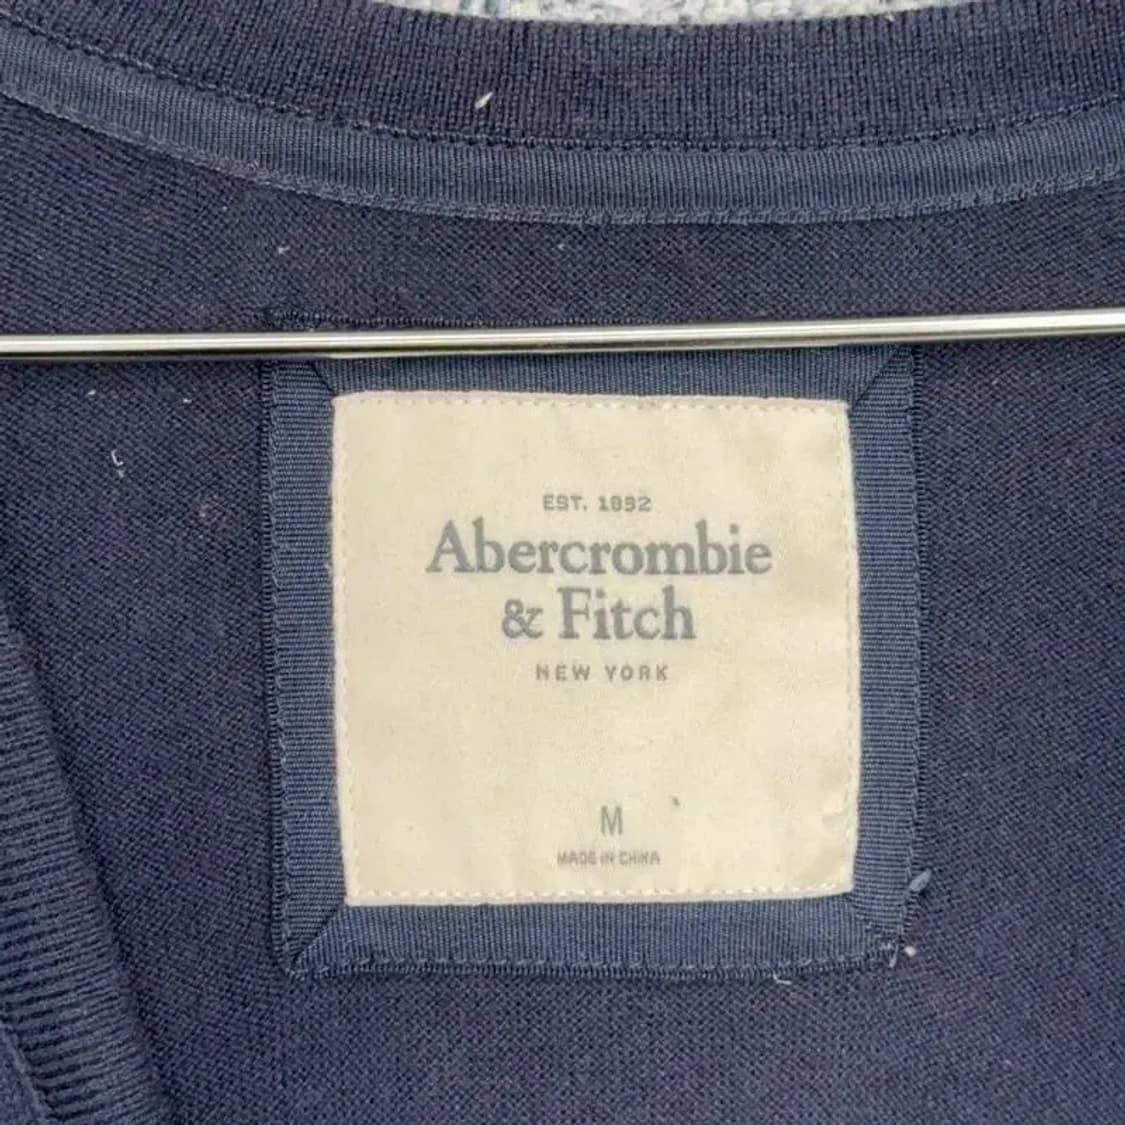 EST. 1892
Abercrombie
& Fitch
NEW YORK
M
MADE IN CHINA